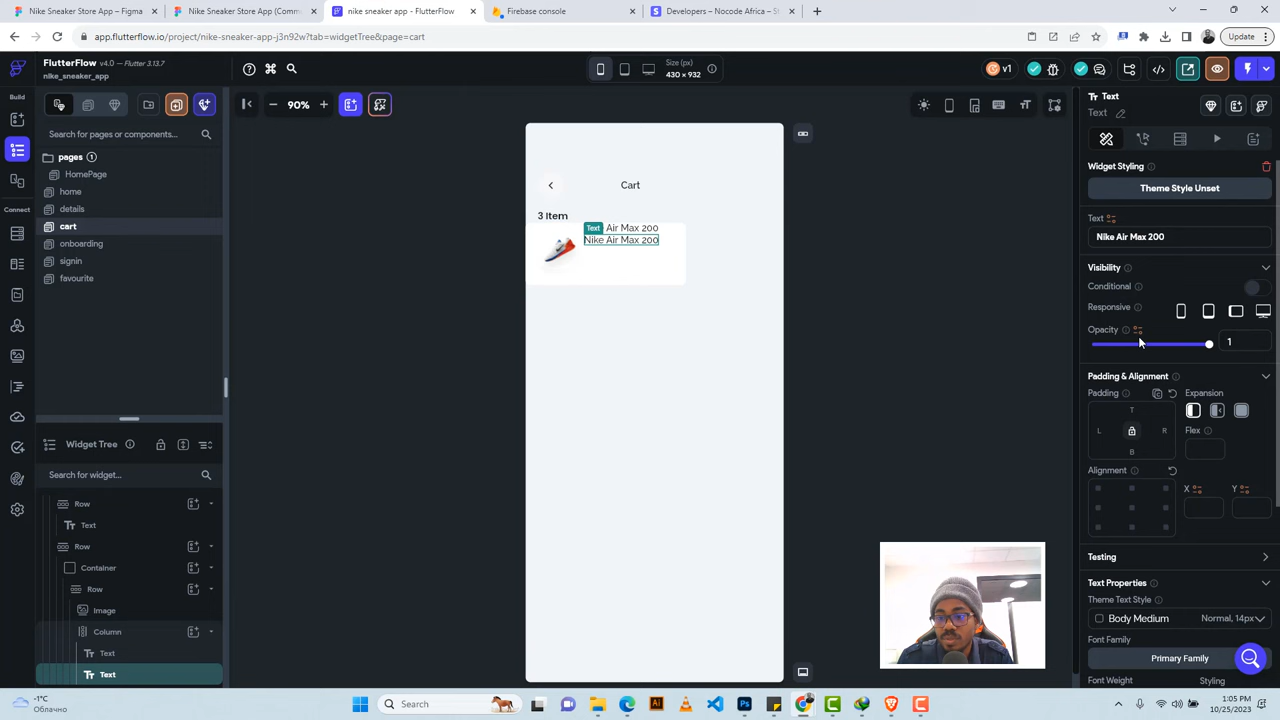 Nike Sneaker Store App – Figma
Nike Sneaker Store App (Comm
nike sneaker app - FlutterFlow
Firebase console
Developers – Nocode Africa – St
app.flutterflow.io/project/nike-sneaker-app-j3n92w?tab=widgetTree&page=cart
Update
FlutterFlow v4.0 – Flutter 3.13.7
nike_sneaker_app
Size (px)
430 × 932
v1
Build
90%
Search for pages or components...
pages 1
HomePage
home
details
Connect
cart
onboarding
signin
favourite
Widget Tree
Search for widget...
Row
Text
Row
Container
Row
Image
Column
Text
Text
Cart
3 Item
Text Air Max 200
Nike Air Max 200
Text
Text
Widget Styling
Theme Style Unset
Text
Nike Air Max 200
Visibility
Conditional
Responsive
Opacity
1
Padding & Alignment
Padding Expansion
T
L R
B
Flex
Alignment
X Y
Testing
Text Properties
Theme Text Style
Body Medium Normal, 14px
Font Family
Primary Family
Font Weight Styling
-1°C
Облачно
Search
1:05 PM
10/25/2023